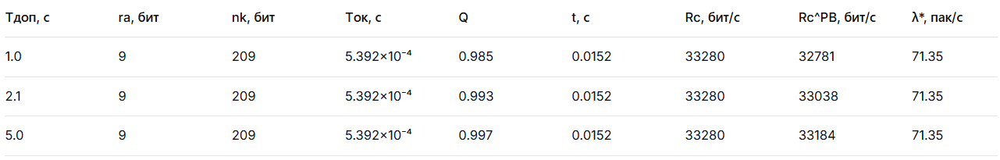 Tдоп, с ra, бит nk, бит Tок, с Q t, с Rc, бит/с Rc^РВ, бит/с λ*, пак/с
1.0 9 209 5.392×10⁻⁴ 0.985 0.0152 33280 32781 71.35
2.1 9 209 5.392×10⁻⁴ 0.993 0.0152 33280 33038 71.35
5.0 9 209 5.392×10⁻⁴ 0.997 0.0152 33280 33184 71.35